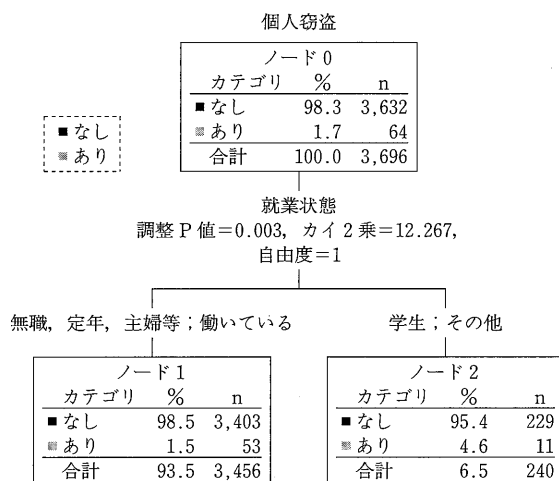 個人窃盗
ノード 0
カテゴリ % n
■ なし 98.3 3,632
■ あり 1.7 64
合計 100.0 3,696
■ なし
■ あり
就業状態
調整 P 値=0.003, カイ 2 乗=12.267,
自由度=1
無職, 定年, 主婦等 ; 働いている
学生 ; その他
ノード 1
カテゴリ % n
■ なし 98.5 3,403
■ あり 1.5 53
合計 93.5 3,456
ノード 2
カテゴリ % n
■ なし 95.4 229
■ あり 4.6 11
合計 6.5 240